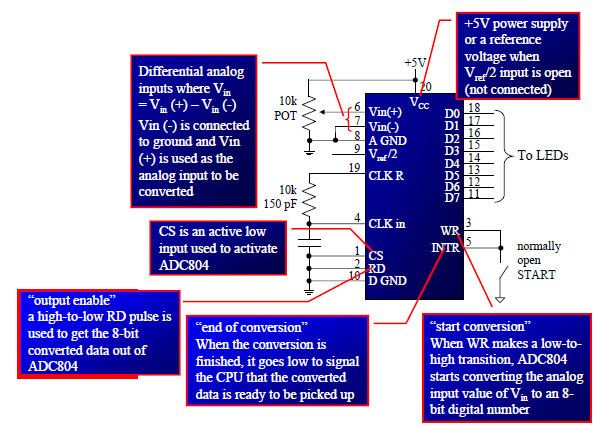 +5V power supply
or a reference
voltage when
Vref/2 input is open
(not connected)
Differential analog
inputs where Vin
= Vin (+) – Vin (-)
Vin (-) is connected
to ground and Vin
(+) is used as the
analog input to be
converted
+5V
20
Vcc
10k
POT
6 Vin(+)
7 Vin(-)
8 A GND
9 Vref/2
19 CLK R
10k
150 pF
4 CLK in
1 CS
2 RD
10 D GND
D0 18
D1 17
D2 16
D3 15
D4 14
D5 13
D6 12
D7 11
To LEDs
WR 3
INTR 5
normally
open
START
CS is an active low
input used to activate
ADC804
“output enable”
a high-to-low RD pulse is
used to get the 8-bit
converted data out of
ADC804
“end of conversion”
When the conversion is
finished, it goes low to signal
the CPU that the converted
data is ready to be picked up
“start conversion”
When WR makes a low-to-
high transition, ADC804
starts converting the analog
input value of Vin to an 8-
bit digital number